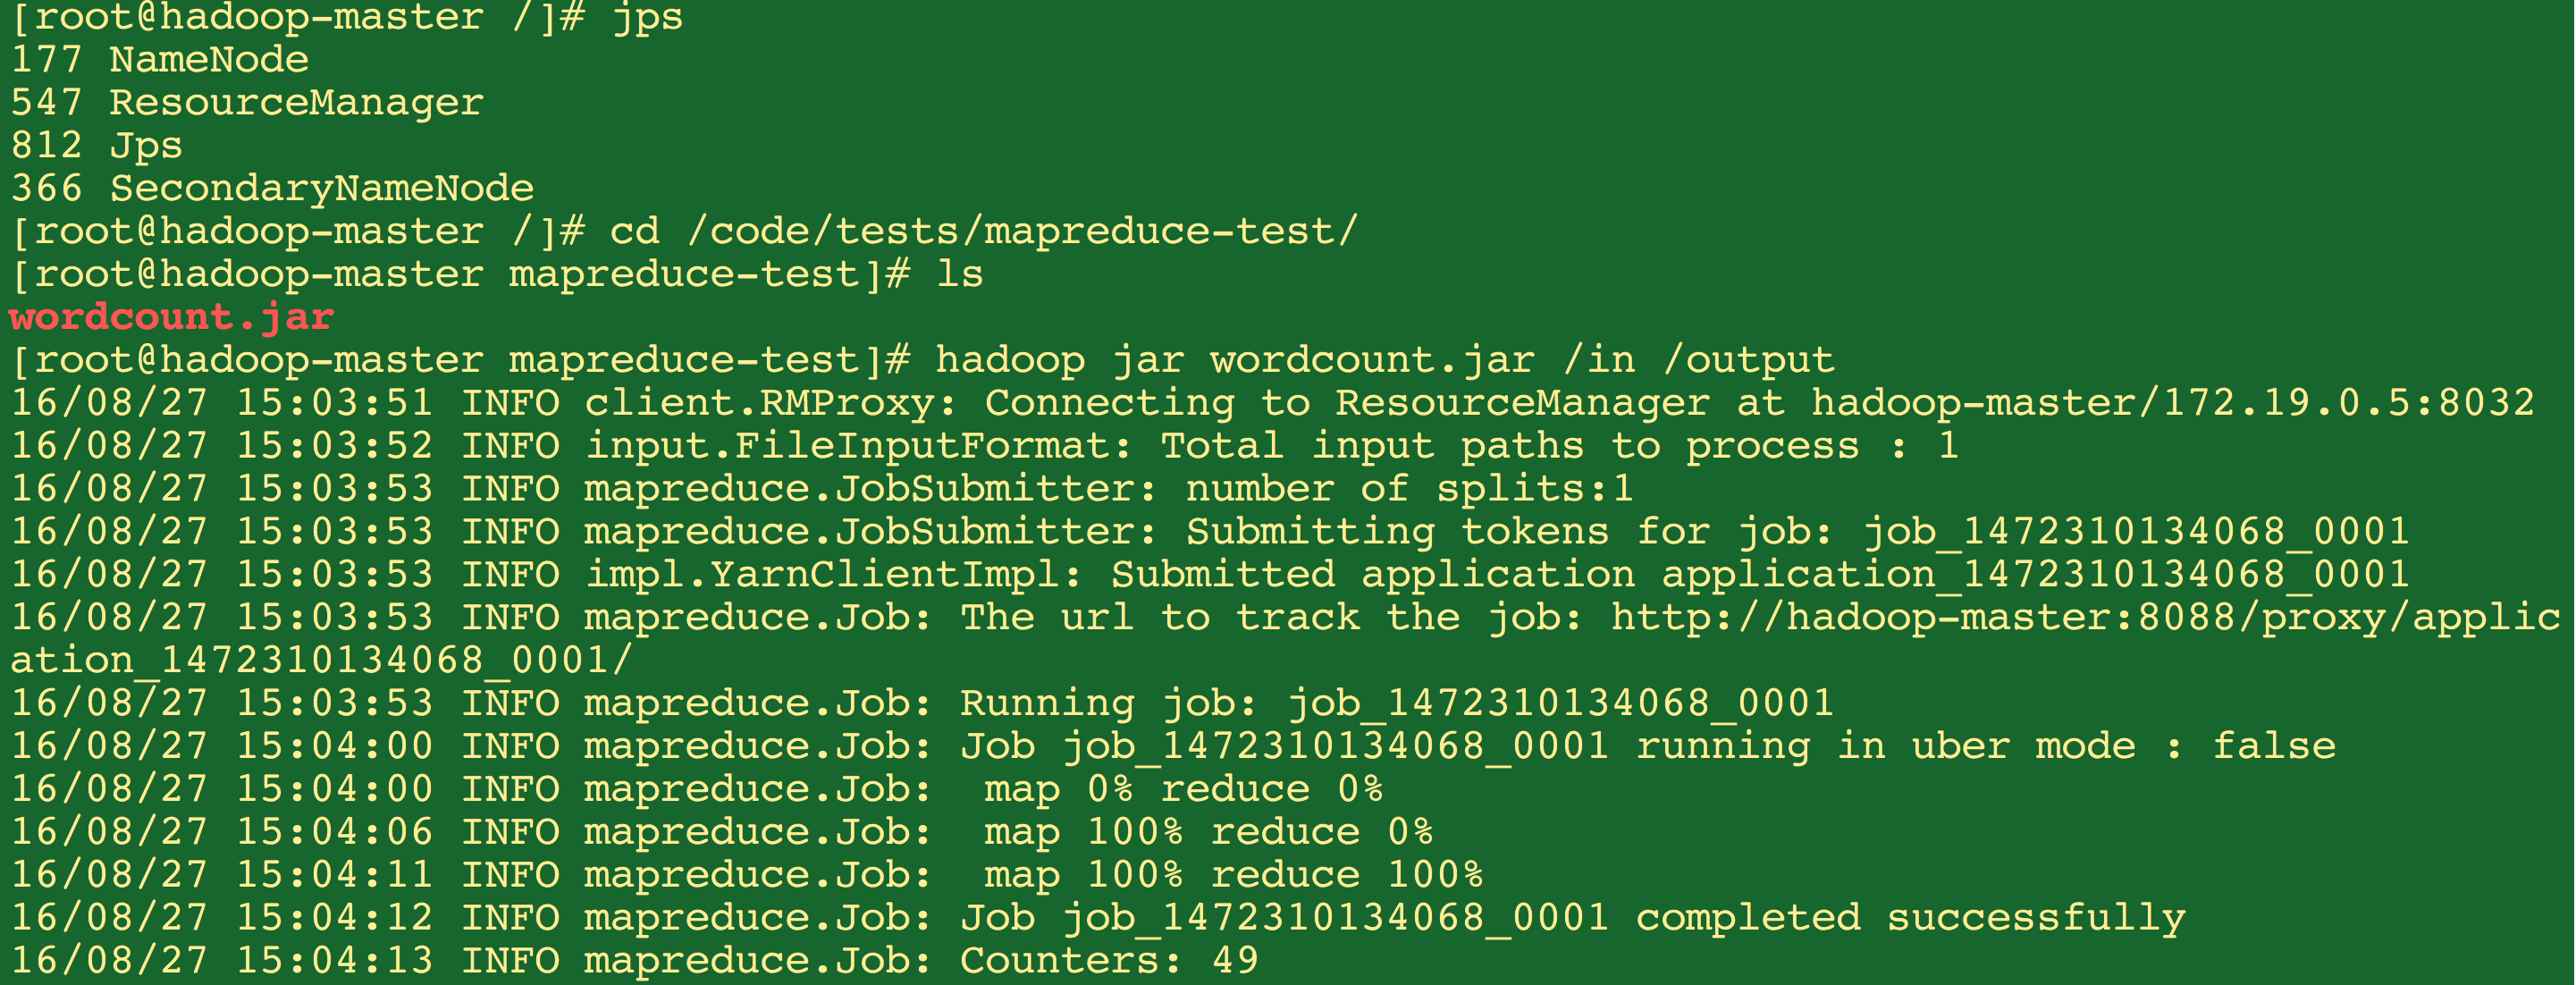 [root@hadoop-master /]# jps
177 NameNode
547 ResourceManager
812 Jps
366 SecondaryNameNode
[root@hadoop-master /]# cd /code/tests/mapreduce-test/
[root@hadoop-master mapreduce-test]# ls
wordcount.jar
[root@hadoop-master mapreduce-test]# hadoop jar wordcount.jar /in /output
16/08/27 15:03:51 INFO client.RMProxy: Connecting to ResourceManager at hadoop-master/172.19.0.5:8032
16/08/27 15:03:52 INFO input.FileInputFormat: Total input paths to process : 1
16/08/27 15:03:53 INFO mapreduce.JobSubmitter: number of splits:1
16/08/27 15:03:53 INFO mapreduce.JobSubmitter: Submitting tokens for job: job_1472310134068_0001
16/08/27 15:03:53 INFO impl.YarnClientImpl: Submitted application application_1472310134068_0001
16/08/27 15:03:53 INFO mapreduce.Job: The url to track the job: http://hadoop-master:8088/proxy/applic
ation_1472310134068_0001/
16/08/27 15:03:53 INFO mapreduce.Job: Running job: job_1472310134068_0001
16/08/27 15:04:00 INFO mapreduce.Job: Job job_1472310134068_0001 running in uber mode : false
16/08/27 15:04:00 INFO mapreduce.Job:  map 0% reduce 0%
16/08/27 15:04:06 INFO mapreduce.Job:  map 100% reduce 0%
16/08/27 15:04:11 INFO mapreduce.Job:  map 100% reduce 100%
16/08/27 15:04:12 INFO mapreduce.Job: Job job_1472310134068_0001 completed successfully
16/08/27 15:04:13 INFO mapreduce.Job: Counters: 49